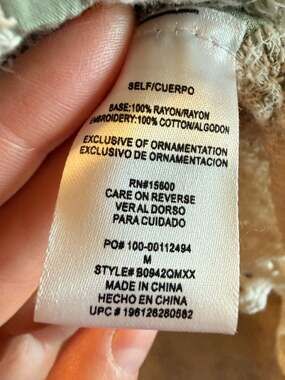 SELF/CUERPO
BASE:100% RAYON/RAYON
EMBROIDERY:100% COTTON/ALGODON
EXCLUSIVE OF ORNAMENTATION
EXCLUSIVO DE ORNAMENTACION
RN#15600
CARE ON REVERSE
VER AL DORSO
PARA CUIDADO
PO# 100-00112494
M
STYLE# B0942QMXX
MADE IN CHINA
HECHO EN CHINA
UPC # 196126280582